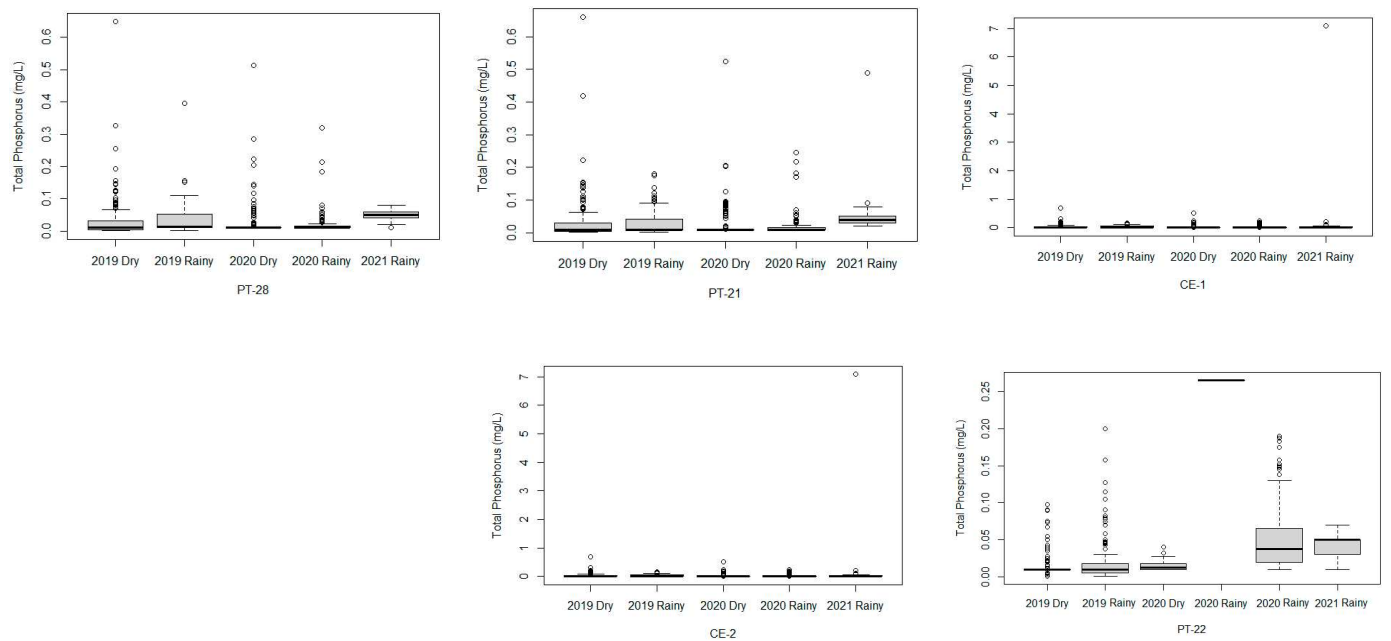 Total Phosphorus (mg/L)
0.6
0.5
0.4
0.3
0.2
0.1
0.0
2019 Dry 2019 Rainy 2020 Dry 2020 Rainy 2021 Rainy
PT-28
Total Phosphorus (mg/L)
0.6
0.5
0.4
0.3
0.2
0.1
0.0
2019 Dry 2019 Rainy 2020 Dry 2020 Rainy 2021 Rainy
PT-21
Total Phosphorus (mg/L)
7
6
5
4
3
2
1
0
2019 Dry 2019 Rainy 2020 Dry 2020 Rainy 2021 Rainy
CE-1
Total Phosphorus (mg/L)
7
6
5
4
3
2
1
0
2019 Dry 2019 Rainy 2020 Dry 2020 Rainy 2021 Rainy
CE-2
Total Phosphorus (mg/L)
0.25
0.20
0.15
0.10
0.05
0.00
2019 Dry 2019 Rainy 2020 Dry 2020 Rainy 2020 Rainy 2021 Rainy
PT-22